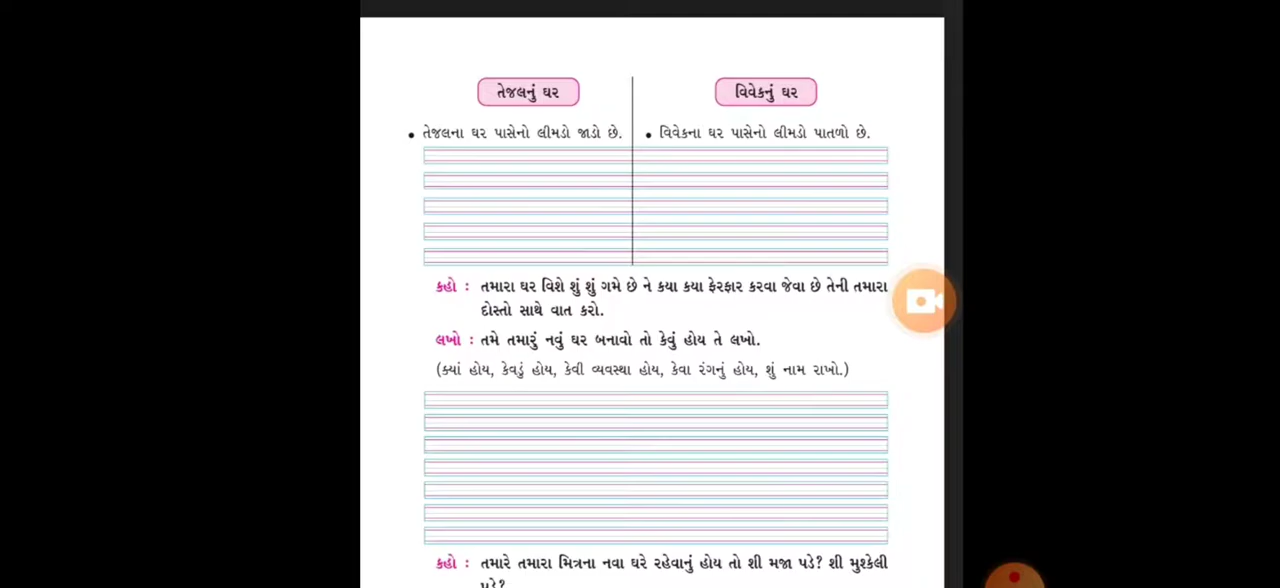 તેજલનું ઘર
વિવેકનું ઘર
• તેજલના ઘર પાસેનો લીમડો જાડો છે.
• વિવેકના ઘર પાસેનો લીમડો પાતળો છે.
કહો : તમારા ઘર વિશે શું શું ગમે છે ને કયા કયા ફેરફાર કરવા જેવા છે તેની તમારા
દોસ્તો સાથે વાત કરો.
લખો : તમે તમારું નવું ઘર બનાવો તો કેવું હોય તે લખો.
(ક્યાં હોય, કેવડું હોય, કેવી વ્યવસ્થા હોય, કેવા રંગનું હોય, શું નામ રાખો.)
કહો : તમારે તમારા મિત્રના નવા ઘરે રહેવાનું હોય તો શી મજા પડે? શી મુશ્કેલી
પડે?